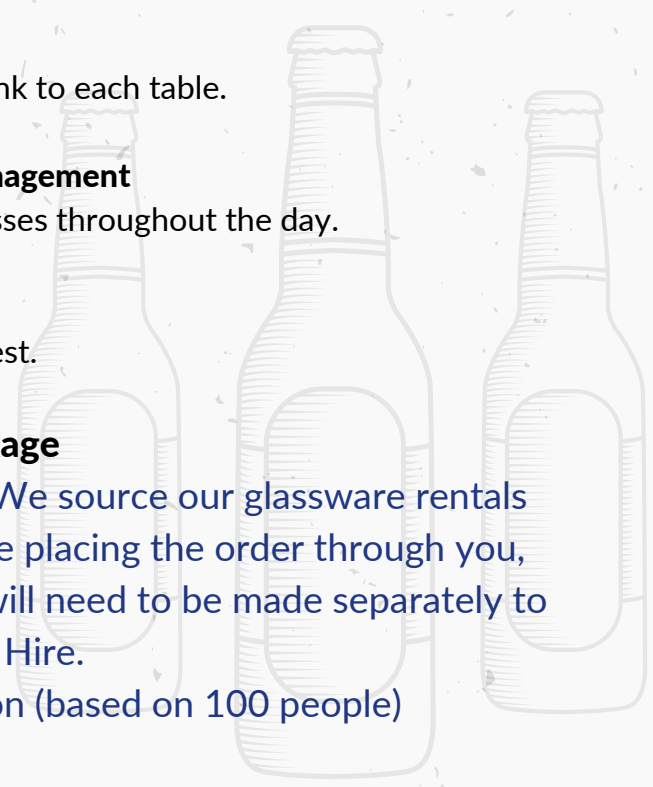 nk to each table.
nagement
sses throughout the day.
est.
age
We source our glassware rentals
e placing the order through you,
will need to be made separately to
Hire.
on (based on 100 people)